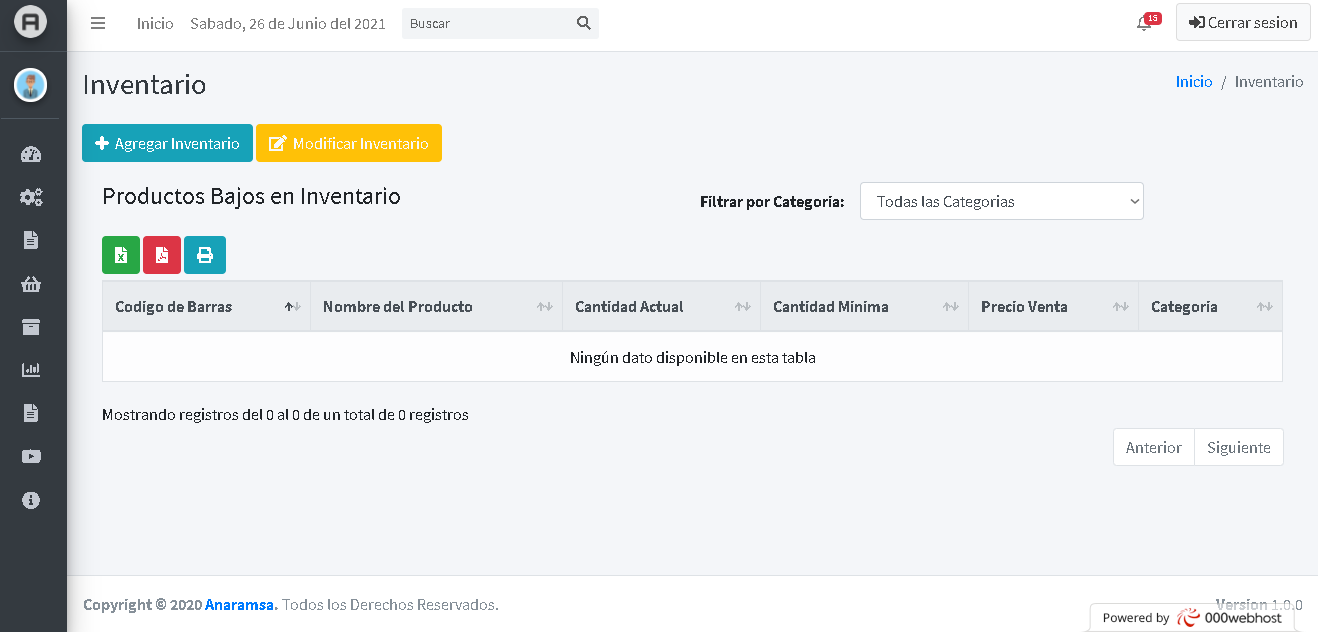 A
Inicio
Sabado, 26 de Junio del 2021
Buscar
15
Cerrar sesion
Inventario
Inicio / Inventario
Agregar Inventario
Modificar Inventario
Productos Bajos en Inventario
Filtrar por Categoria:
Todas las Categorias
Codigo de Barras
Nombre del Producto
Cantidad Actual
Cantidad Minima
Precio Venta
Categoría
Ningún dato disponible en esta tabla
Mostrando registros del 0 al 0 de un total de 0 registros
Anterior
Siguiente
Copyright © 2020 Anaramsa. Todos los Derechos Reservados.
Version 1.0.0
Powered by 000webhost